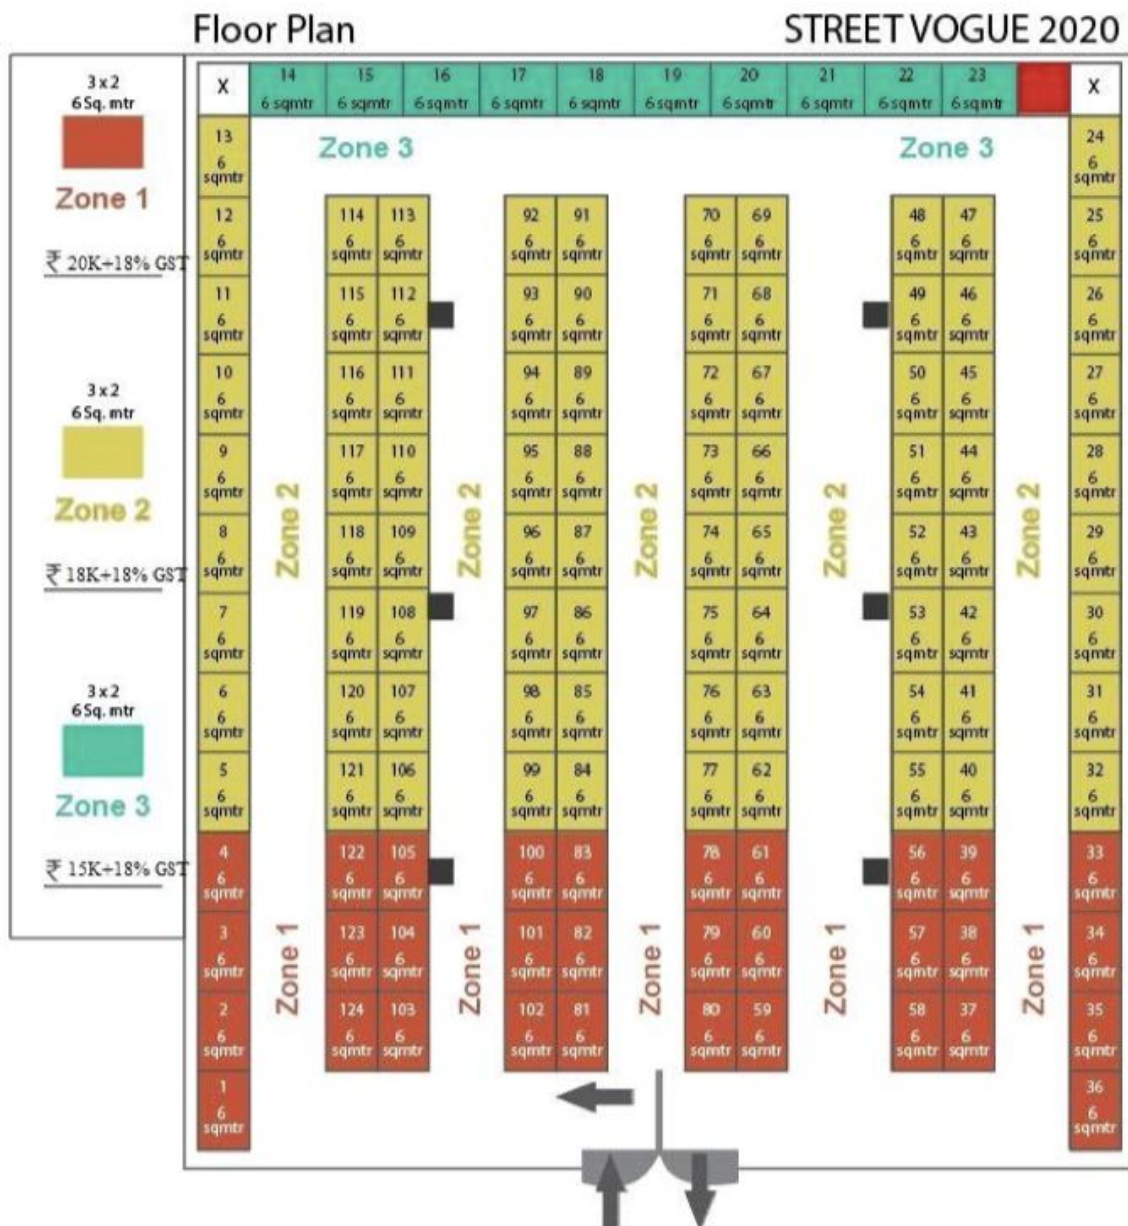 Floor Plan STREET VOGUE 2020
3 x 2
6 Sq. mtr
Zone 1
₹ 20K+18% GST
3 x 2
6 Sq. mtr
Zone 2
₹ 18K+18% GST
3 x 2
6 Sq. mtr
Zone 3
₹ 15K+18% GST
X 14 15 16 17 18 19 20 21 22 23 X
6 sqmtr 6 sqmtr 6 sqmtr 6 sqmtr 6 sqmtr 6 sqmtr 6 sqmtr 6 sqmtr 6 sqmtr 6 sqmtr
Zone 3 Zone 3
13 24
6 6
sqmtr sqmtr
12 114 113 92 91 70 69 48 47 25
6 6 6 6 6 6 6 6 6 6
sqmtr sqmtr sqmtr sqmtr sqmtr sqmtr sqmtr sqmtr sqmtr sqmtr
11 115 112 93 90 71 68 49 46 26
6 6 6 6 6 6 6 6 6 6
sqmtr sqmtr sqmtr sqmtr sqmtr sqmtr sqmtr sqmtr sqmtr sqmtr
10 116 111 94 89 72 67 50 45 27
6 6 6 6 6 6 6 6 6 6
sqmtr sqmtr sqmtr sqmtr sqmtr sqmtr sqmtr sqmtr sqmtr sqmtr
9 117 110 95 88 73 66 51 44 28
6 6 6 6 6 6 6 6 6 6
sqmtr sqmtr sqmtr sqmtr sqmtr sqmtr sqmtr sqmtr sqmtr sqmtr
Zone 2 Zone 2 Zone 2 Zone 2 Zone 2
8 118 109 96 87 74 65 52 43 29
6 6 6 6 6 6 6 6 6 6
sqmtr sqmtr sqmtr sqmtr sqmtr sqmtr sqmtr sqmtr sqmtr sqmtr
7 119 108 97 86 75 64 53 42 30
6 6 6 6 6 6 6 6 6 6
sqmtr sqmtr sqmtr sqmtr sqmtr sqmtr sqmtr sqmtr sqmtr sqmtr
6 120 107 98 85 76 63 54 41 31
6 6 6 6 6 6 6 6 6 6
sqmtr sqmtr sqmtr sqmtr sqmtr sqmtr sqmtr sqmtr sqmtr sqmtr
5 121 106 99 84 77 62 55 40 32
6 6 6 6 6 6 6 6 6 6
sqmtr sqmtr sqmtr sqmtr sqmtr sqmtr sqmtr sqmtr sqmtr sqmtr
4 122 105 100 83 78 61 56 39 33
6 6 6 6 6 6 6 6 6 6
sqmtr sqmtr sqmtr sqmtr sqmtr sqmtr sqmtr sqmtr sqmtr sqmtr
3 123 104 101 82 79 60 57 38 34
6 6 6 6 6 6 6 6 6 6
sqmtr sqmtr sqmtr sqmtr sqmtr sqmtr sqmtr sqmtr sqmtr sqmtr
Zone 1 Zone 1 Zone 1 Zone 1 Zone 1
2 124 103 102 81 80 59 58 37 35
6 6 6 6 6 6 6 6 6 6
sqmtr sqmtr sqmtr sqmtr sqmtr sqmtr sqmtr sqmtr sqmtr sqmtr
1 36
6 6
sqmtr sqmtr